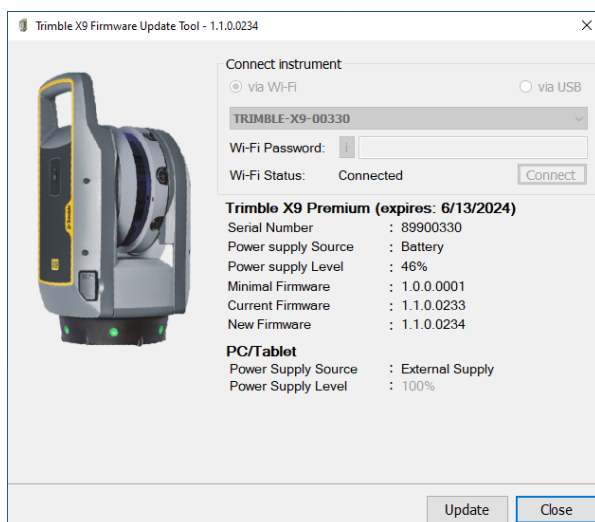 Trimble X9 Firmware Update Tool - 1.1.0.0234
Connect instrument
via Wi-Fi
via USB
TRIMBLE-X9-00330
Wi-Fi Password: i
Wi-Fi Status: Connected
Connect
Trimble X9 Premium (expires: 6/13/2024)
Serial Number : 89900330
Power supply Source : Battery
Power supply Level : 46%
Minimal Firmware : 1.0.0.0001
Current Firmware : 1.1.0.0233
New Firmware : 1.1.0.0234
PC/Tablet
Power Supply Source : External Supply
Power Supply Level : 100%
Update
Close